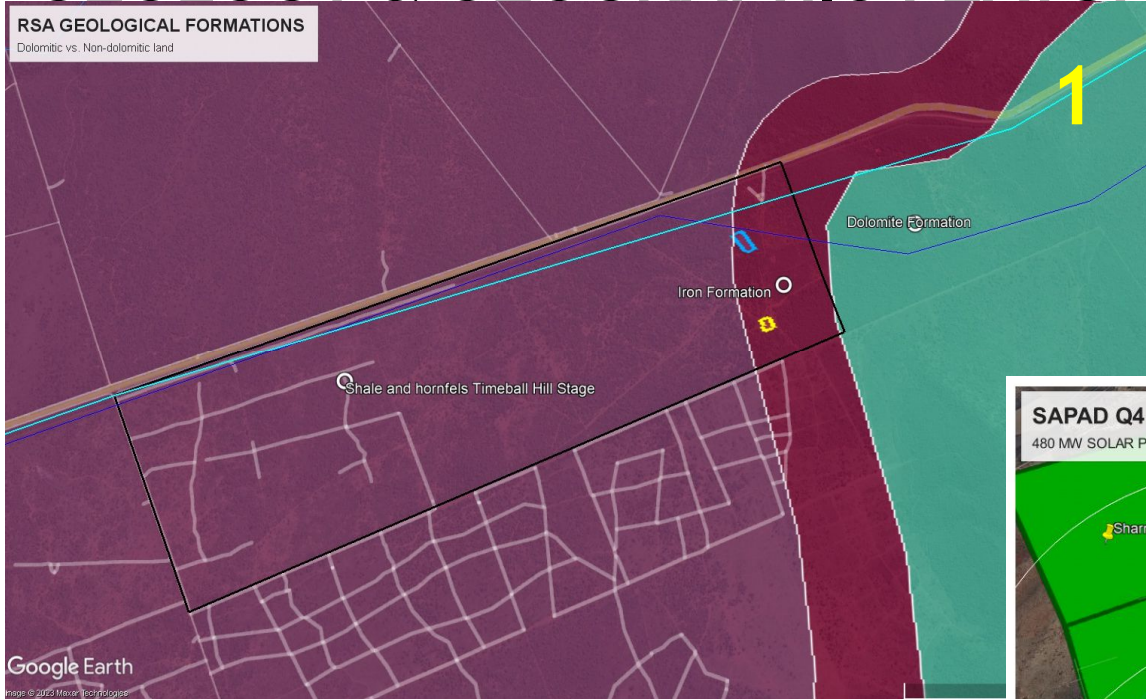 RSA GEOLOGICAL FORMATIONS
Dolomitic vs. Non-dolomitic land
1
Dolomite Formation
Iron Formation
Shale and hornfels Timeball Hill Stage
SAPAD Q4
480 MW SOLAR P
Google Earth
Image © 2023 Maxar Technologies